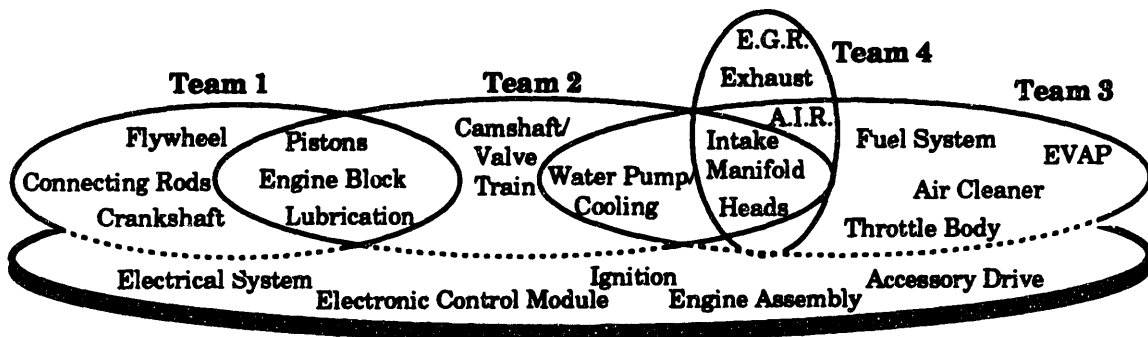 E.G.R.
Team 4
Exhaust
Team 1
Team 2
Team 3
A.I.R.
Flywheel
Pistons
Camshaft/
Valve
Train
Intake
Manifold
Heads
Fuel System
EVAP
Connecting Rods
Engine Block
Water Pump/
Cooling
Air Cleaner
Crankshaft
Lubrication
Throttle Body
Electrical System
Ignition
Accessory Drive
Electronic Control Module
Engine Assembly